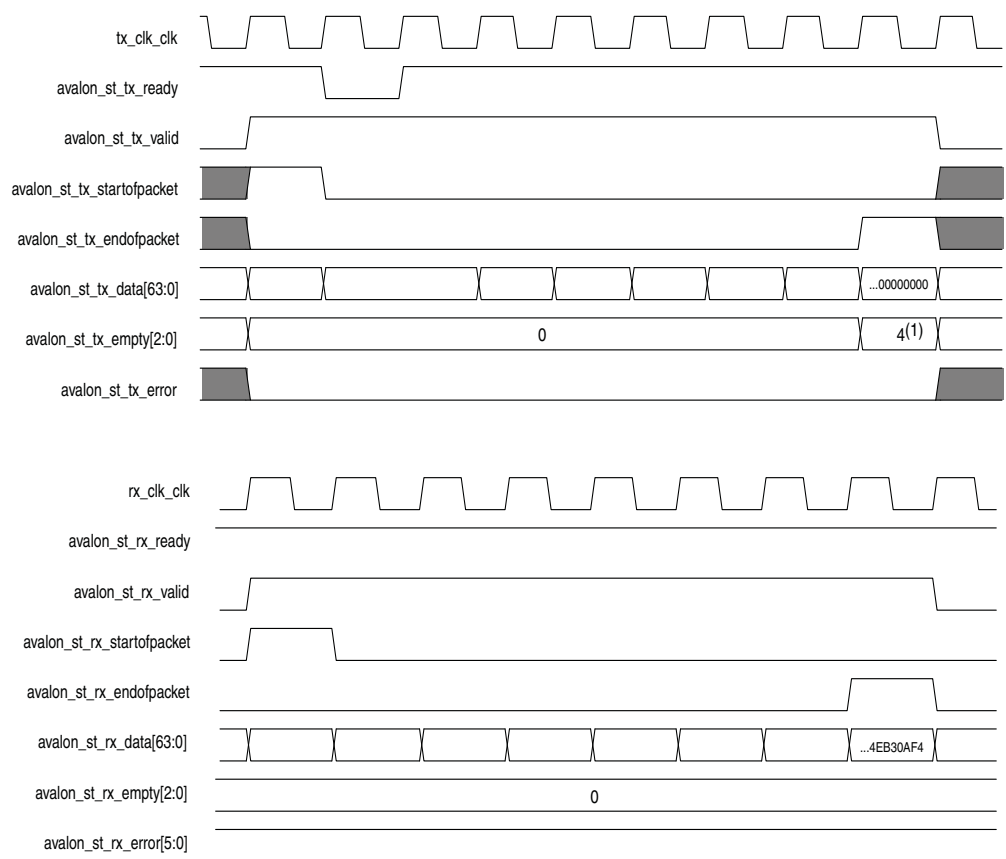 tx_clk_clk
avalon_st_tx_ready
avalon_st_tx_valid
avalon_st_tx_startofpacket
avalon_st_tx_endofpacket
avalon_st_tx_data[63:0] ...00000000
avalon_st_tx_empty[2:0] 0 4(1)
avalon_st_tx_error
rx_clk_clk
avalon_st_rx_ready
avalon_st_rx_valid
avalon_st_rx_startofpacket
avalon_st_rx_endofpacket
avalon_st_rx_data[63:0] ...4EB30AF4
avalon_st_rx_empty[2:0] 0
avalon_st_rx_error[5:0]